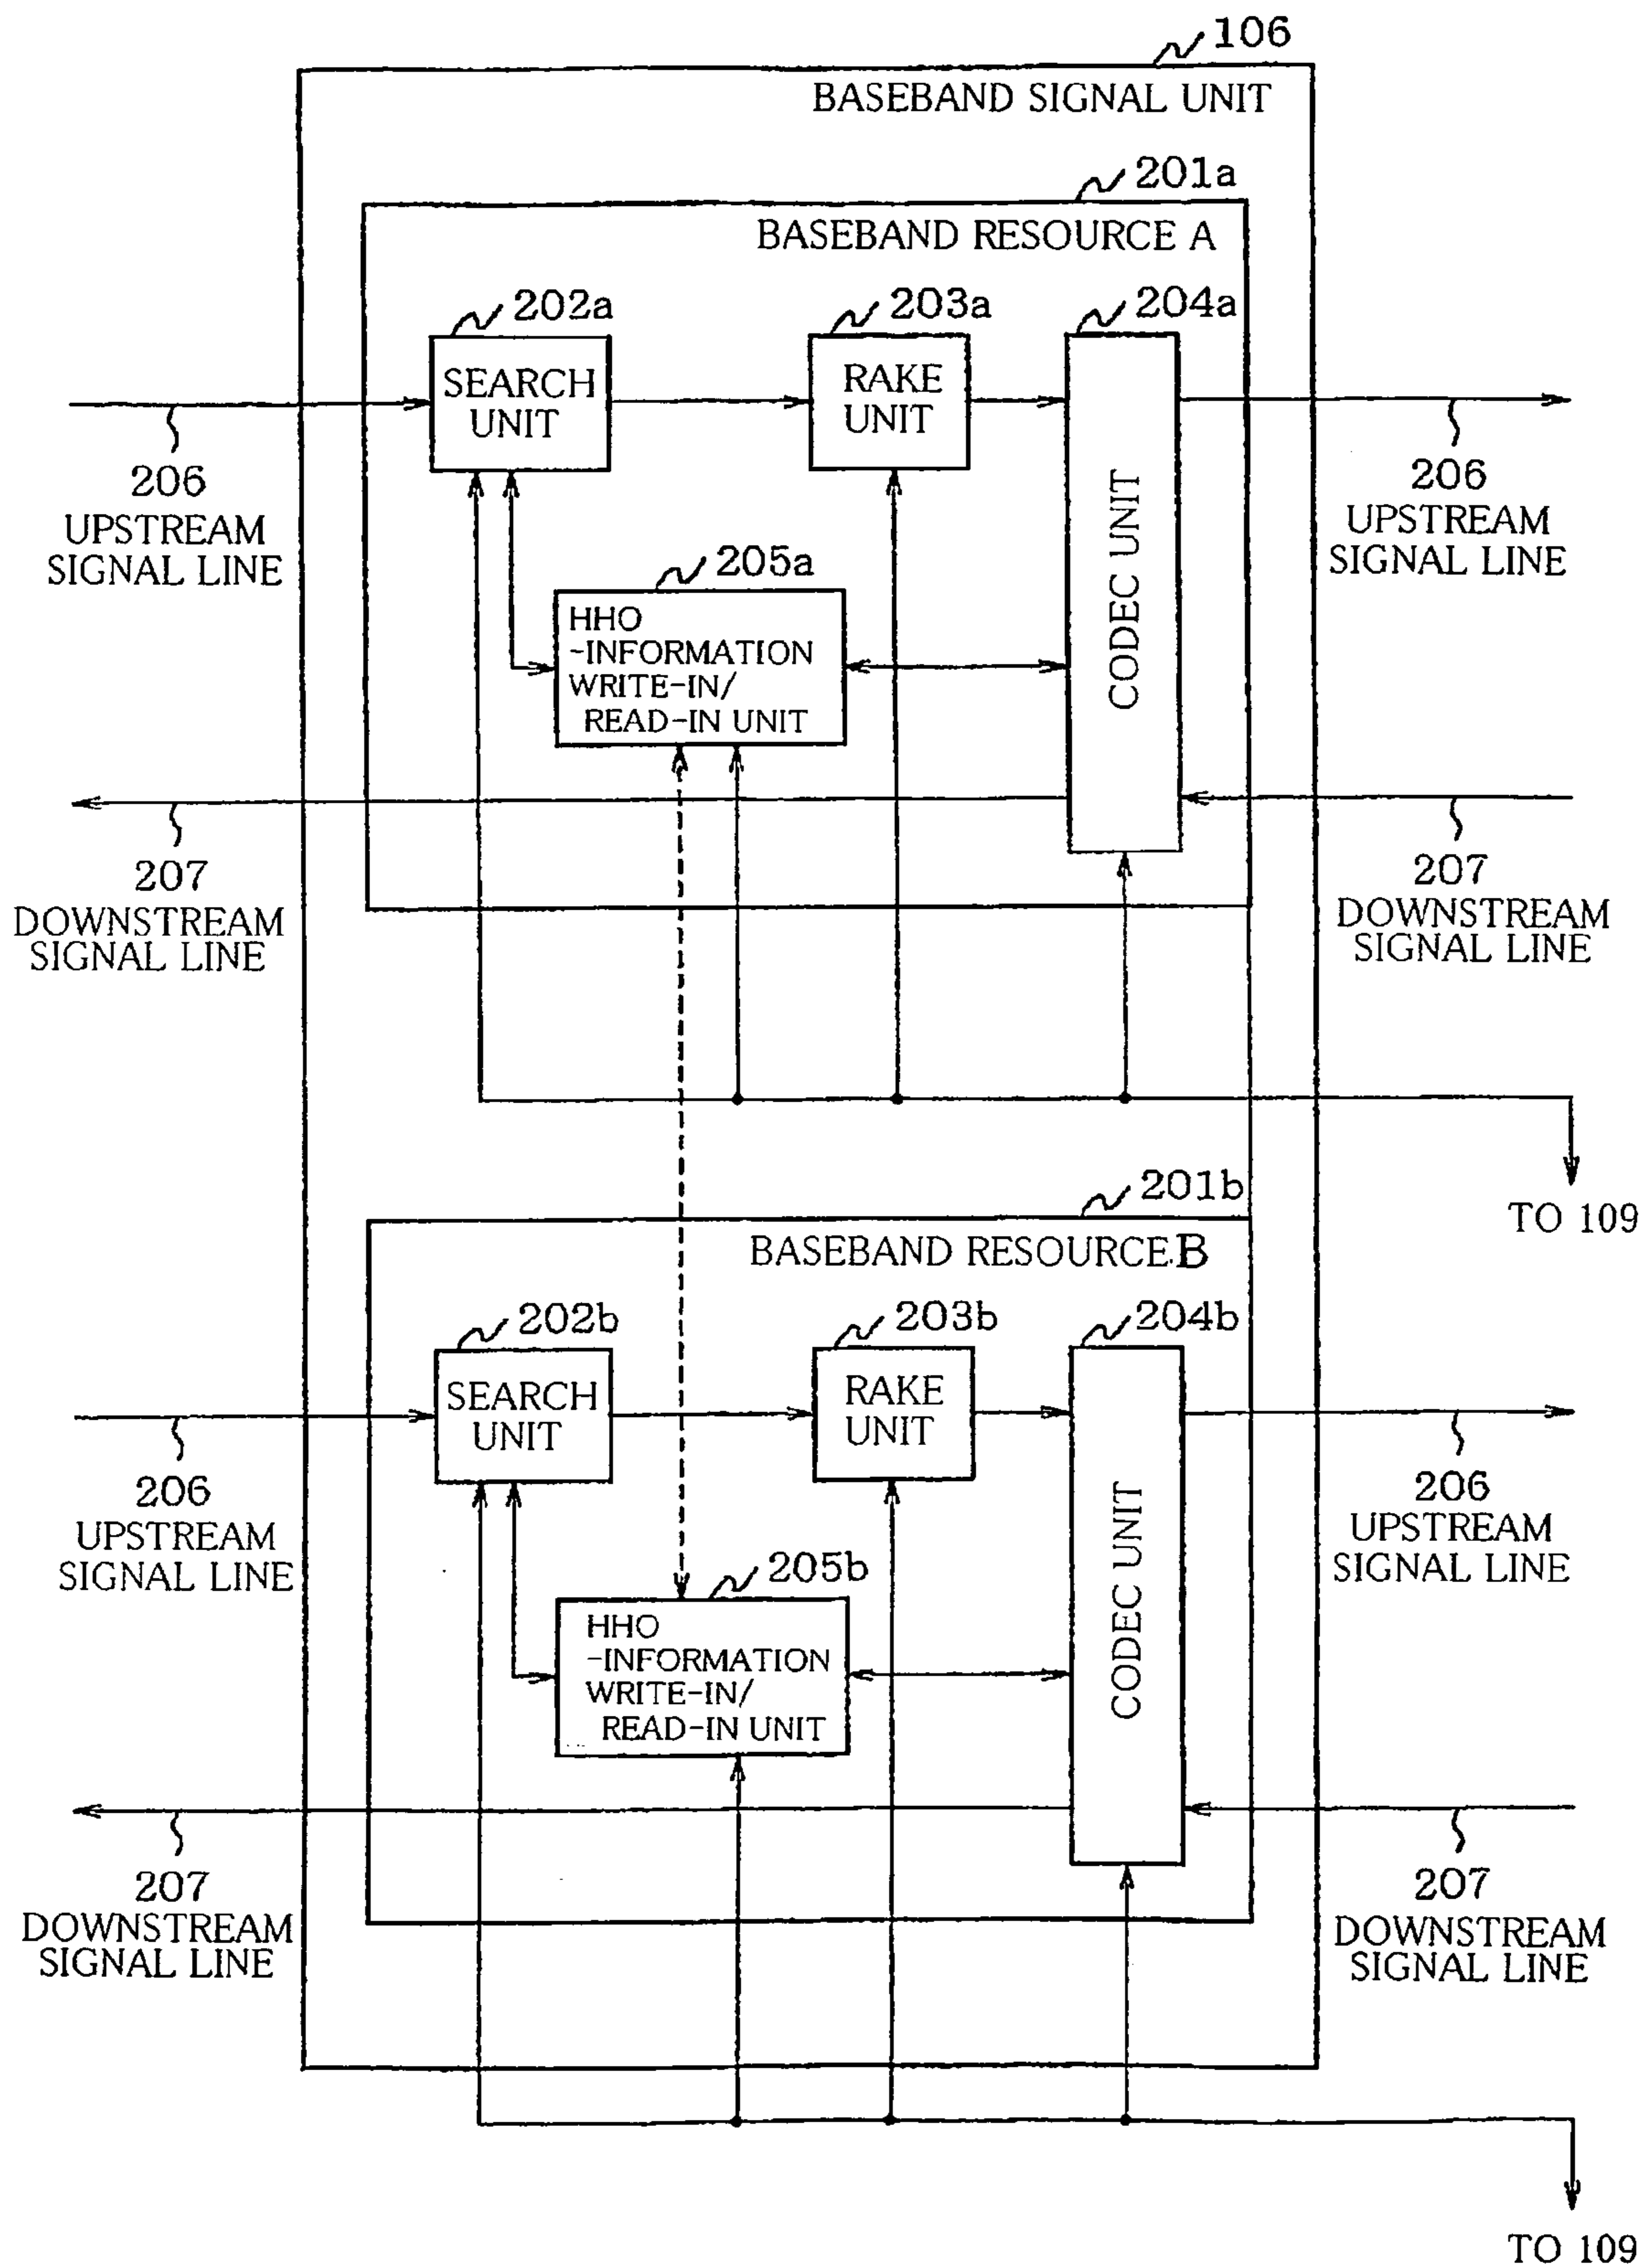 106
BASEBAND SIGNAL UNIT
201a
BASEBAND RESOURCE A
202a
203a
204a
SEARCH
UNIT
RAKE
UNIT
CODEC UNIT
206
UPSTREAM
SIGNAL LINE
206
UPSTREAM
SIGNAL LINE
205a
HHO
-INFORMATION
WRITE-IN/
READ-IN UNIT
207
DOWNSTREAM
SIGNAL LINE
207
DOWNSTREAM
SIGNAL LINE
TO 109
201b
BASEBAND RESOURCE B
202b
203b
204b
SEARCH
UNIT
RAKE
UNIT
CODEC UNIT
206
UPSTREAM
SIGNAL LINE
206
UPSTREAM
SIGNAL LINE
205b
HHO
-INFORMATION
WRITE-IN/
READ-IN UNIT
207
DOWNSTREAM
SIGNAL LINE
207
DOWNSTREAM
SIGNAL LINE
TO 109